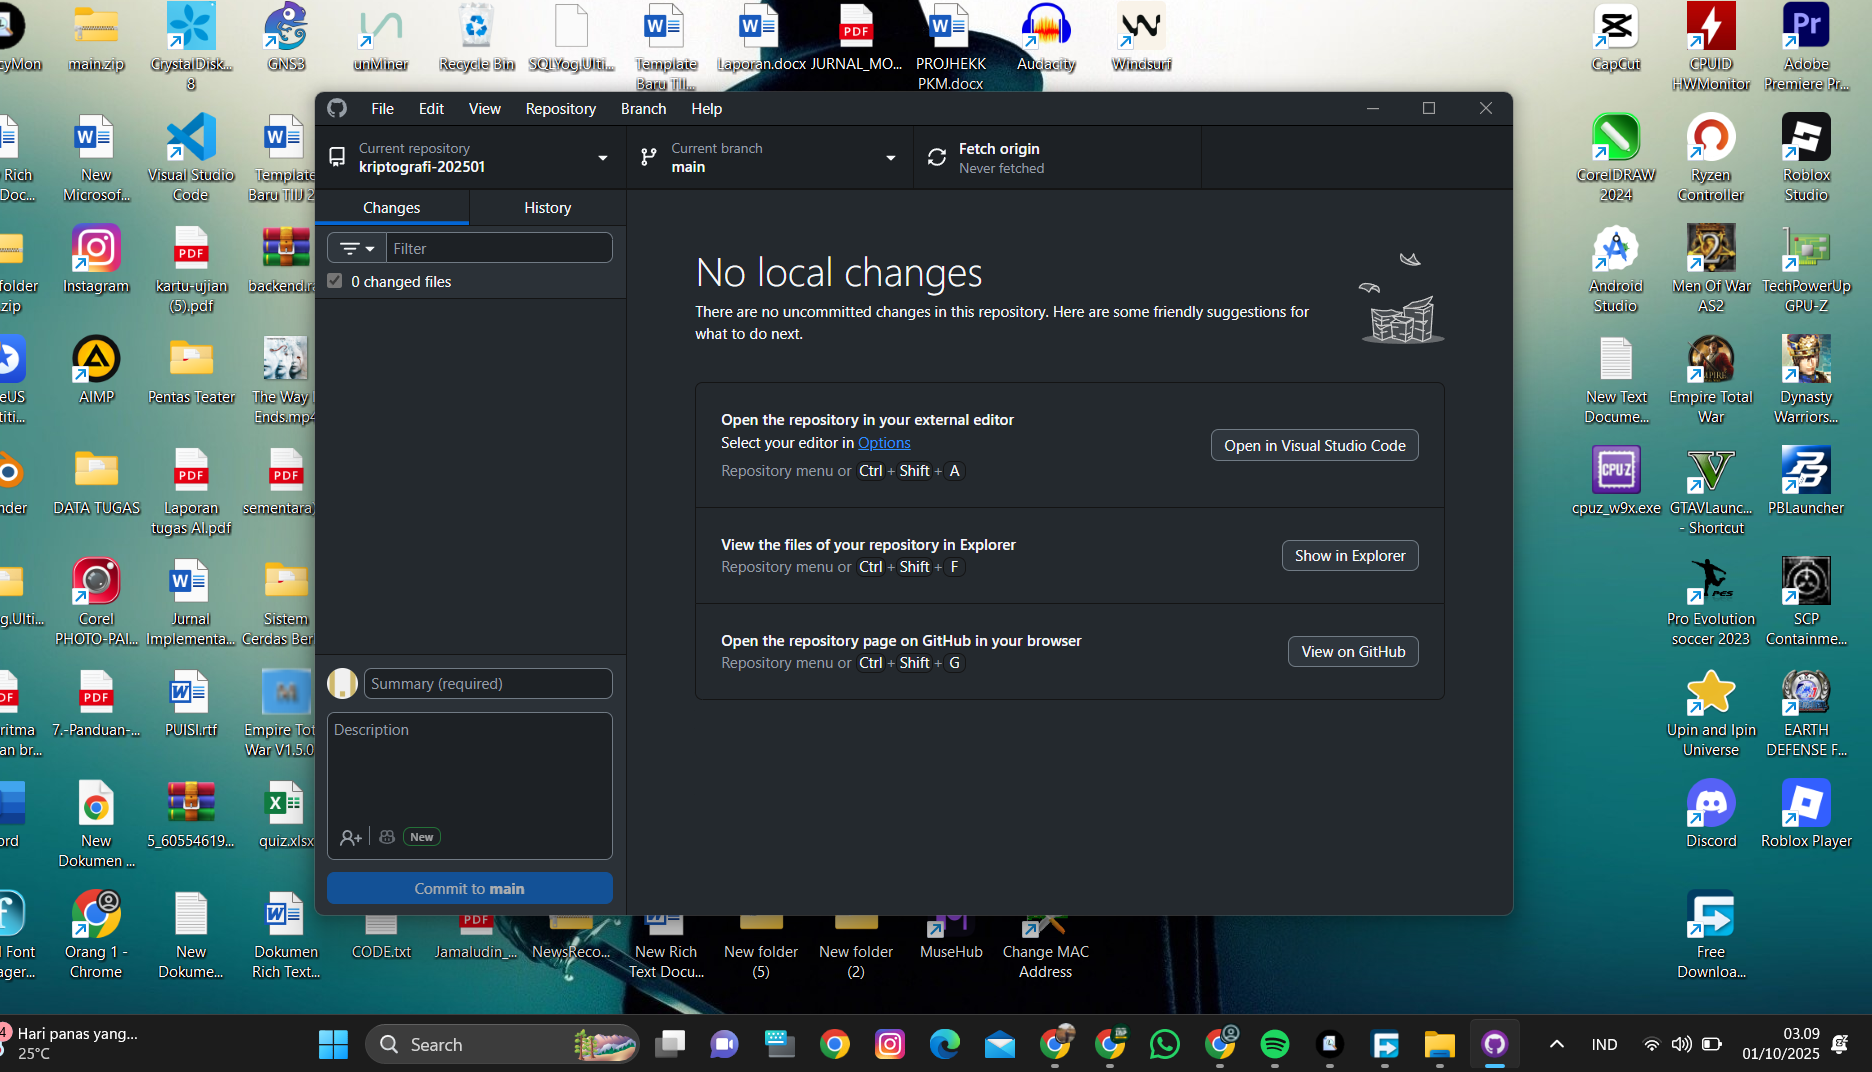 cyMon
main.zip
CrystalDisk...
8
GNS3
unMiner
Recycle Bin
SQLYog.Ulti...
Template
Baru TIJ...
Laporan.docx
JURNAL_MO...
PROJHEKK
PKM.docx
Audacity
Windsurf
CapCut
CPUID
HWMonitor
Adobe
Premiere Pr...
File
Edit
View
Repository
Branch
Help
Current repository
kriptografi-202501
Current branch
main
Fetch origin
Never fetched
Changes
History
Filter
0 changed files
No local changes
There are no uncommitted changes in this repository. Here are some friendly suggestions for
what to do next.
Open the repository in your external editor
Select your editor in Options
Repository menu or Ctrl + Shift + A
Open in Visual Studio Code
View the files of your repository in Explorer
Repository menu or Ctrl + Shift + F
Show in Explorer
Open the repository page on GitHub in your browser
Repository menu or Ctrl + Shift + G
View on GitHub
Summary (required)
Description
New
Commit to main
Rich
Doc...
New
Microsof...
Visual Studio
Code
Template
Baru TIJ 2
CorelDRAW
2024
Ryzen
Controller
Roblox
Studio
folder
zip
Instagram
kartu-ujian
(5).pdf
backend.ra
Android
Studio
Men Of War
AS2
TechPowerUp
GPU-Z
eUS
titi...
AIMP
Pentas Teater
The Way I
Ends.mp4
New Text
Docume...
Empire Total
War
Dynasty
Warriors...
nder
DATA TUGAS
Laporan
tugas AI.pdf
sementara)
cpuz_w9x.exe
GTAVLaunc...
- Shortcut
PBLauncher
g.Ulti...
Corel
PHOTO-PAI...
Jurnal
Implementa...
Sistem
Cerdas Ber
Pro Evolution
soccer 2023
SCP
Containme...
ritma
an br...
7.-Panduan-...
PUISI.rtf
Empire Tot
War V1.5.0
Upin and Ipin
Universe
EARTH
DEFENSE F...
ord
New
Dokumen ...
5_60554619...
quiz.xlsx
Discord
Roblox Player
l Font
ager...
Orang 1 -
Chrome
New
Dokume...
Dokumen
Rich Text...
CODE.txt
Jamaludin_...
NewsReco...
New Rich
Text Docu...
New folder
(5)
New folder
(2)
MuseHub
Change MAC
Address
Free
Downloa...
Hari panas yang...
25°C
Search
IND
03.09
01/10/2025